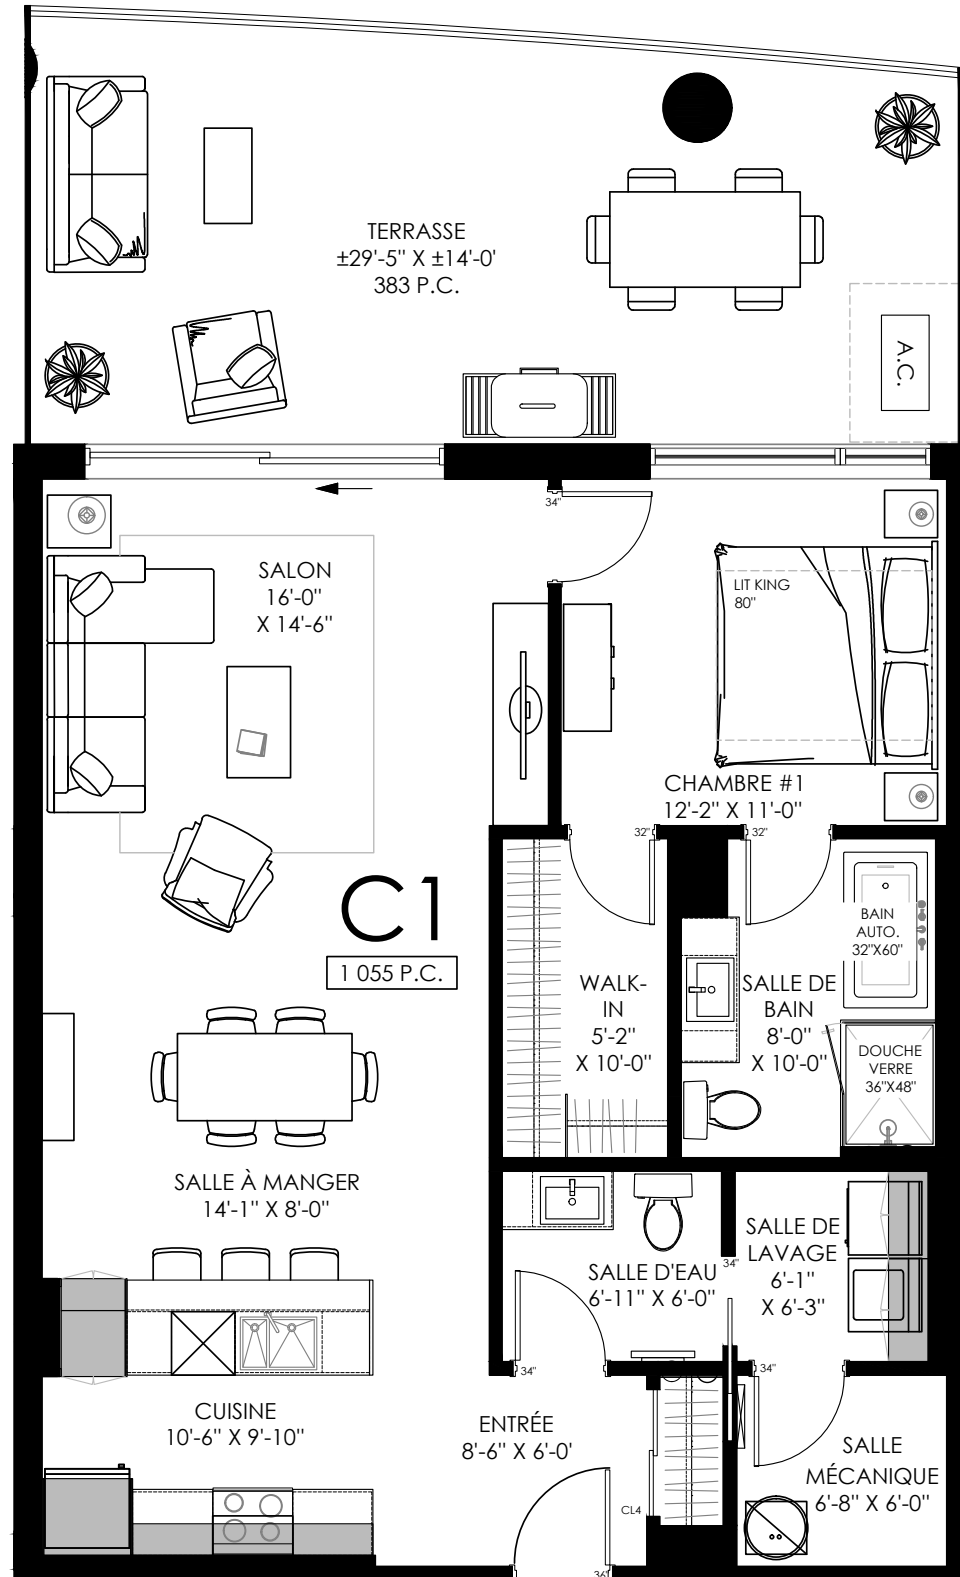 TERRASSE
±29'-5" X ±14'-0'
383 P.C.
A.C.
34"
SALON
16'-0"
X 14'-6"
LIT KING
80"
CHAMBRE #1
12'-2" X 11'-0"
32"
32"
C1
1 055 P.C.
BAIN
AUTO.
32"X60"
WALK-
IN
5'-2"
X 10'-0"
SALLE DE
BAIN
8'-0"
X 10'-0"
DOUCHE
VERRE
36"X48"
SALLE À MANGER
14'-1" X 8'-0"
SALLE D'EAU
6'-11" X 6'-0"
34"
SALLE DE
LAVAGE
6'-1"
X 6'-3"
34"
34"
CUISINE
10'-6" X 9'-10"
ENTRÉE
8'-6" X 6'-0'
CL4
SALLE
MÉCANIQUE
6'-8" X 6'-0"
36"